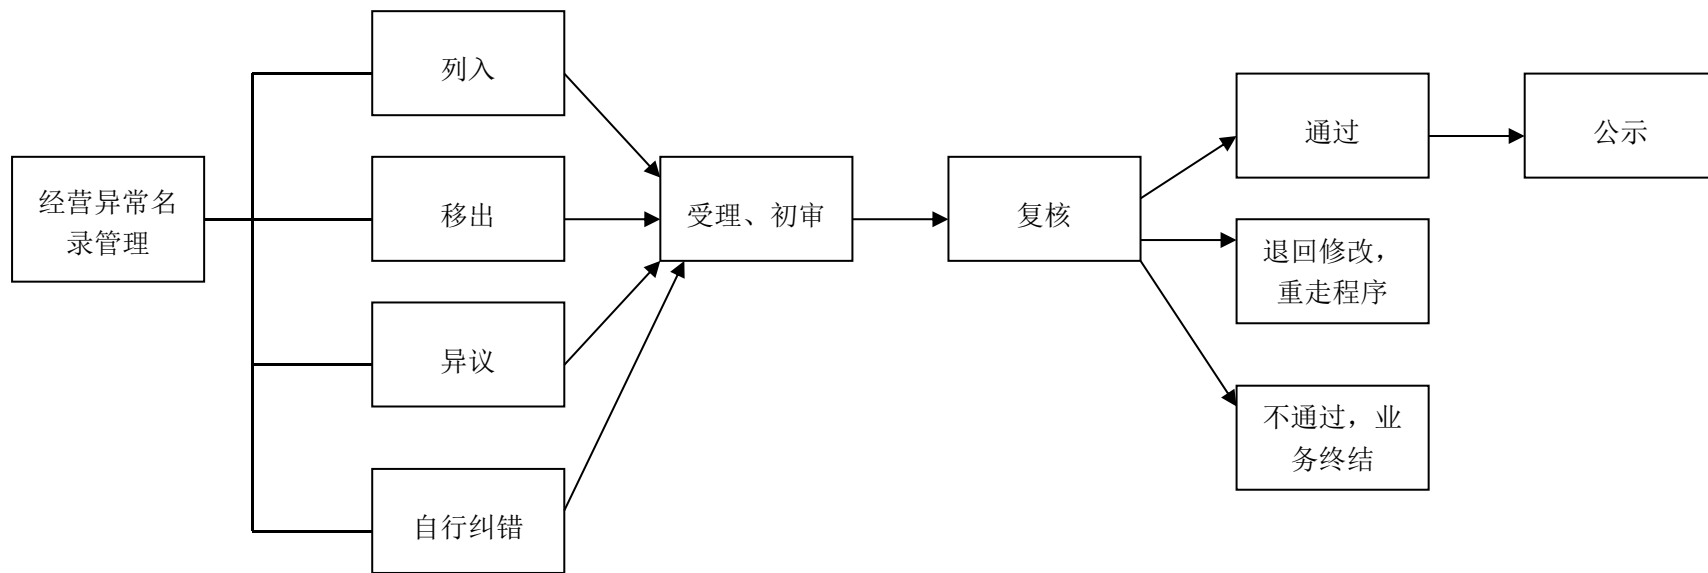 经营异常名
录管理
列入
移出
异议
自行纠错
受理、初审
复核
通过
公示
退回修改，
重走程序
不通过，业
务终结